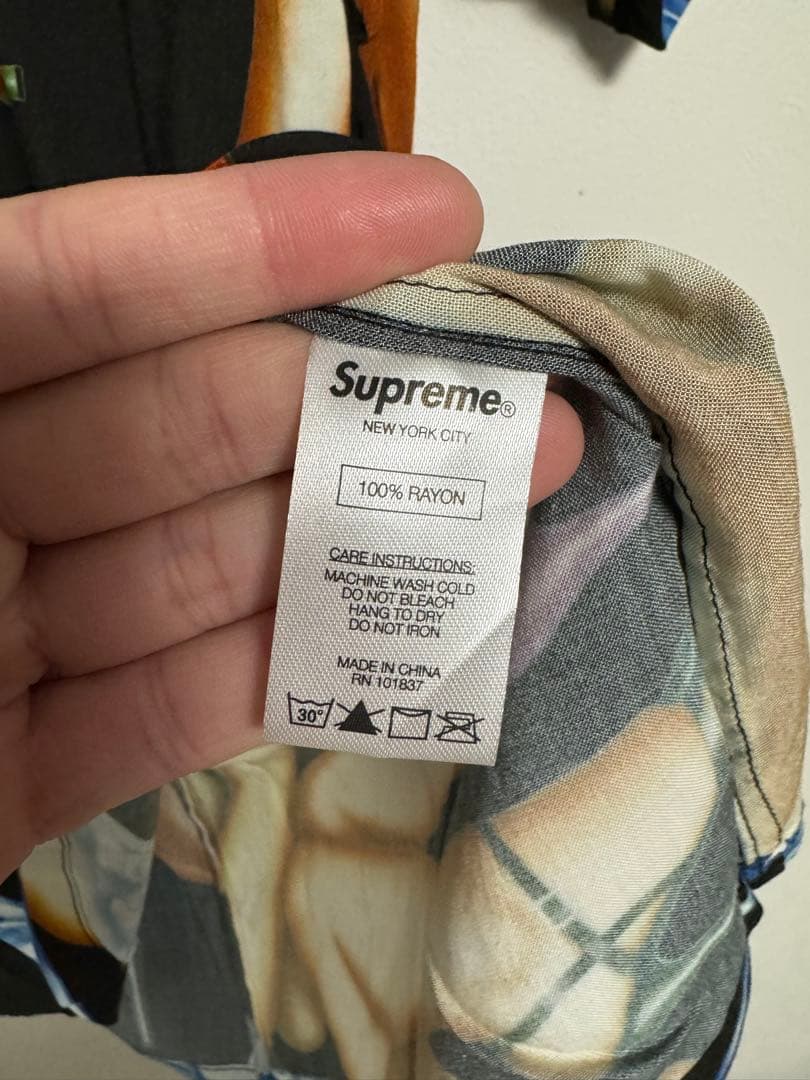 Supreme®
NEW YORK CITY
100% RAYON
CARE INSTRUCTIONS:
MACHINE WASH COLD
DO NOT BLEACH
HANG TO DRY
DO NOT IRON
MADE IN CHINA
RN 101837
30°